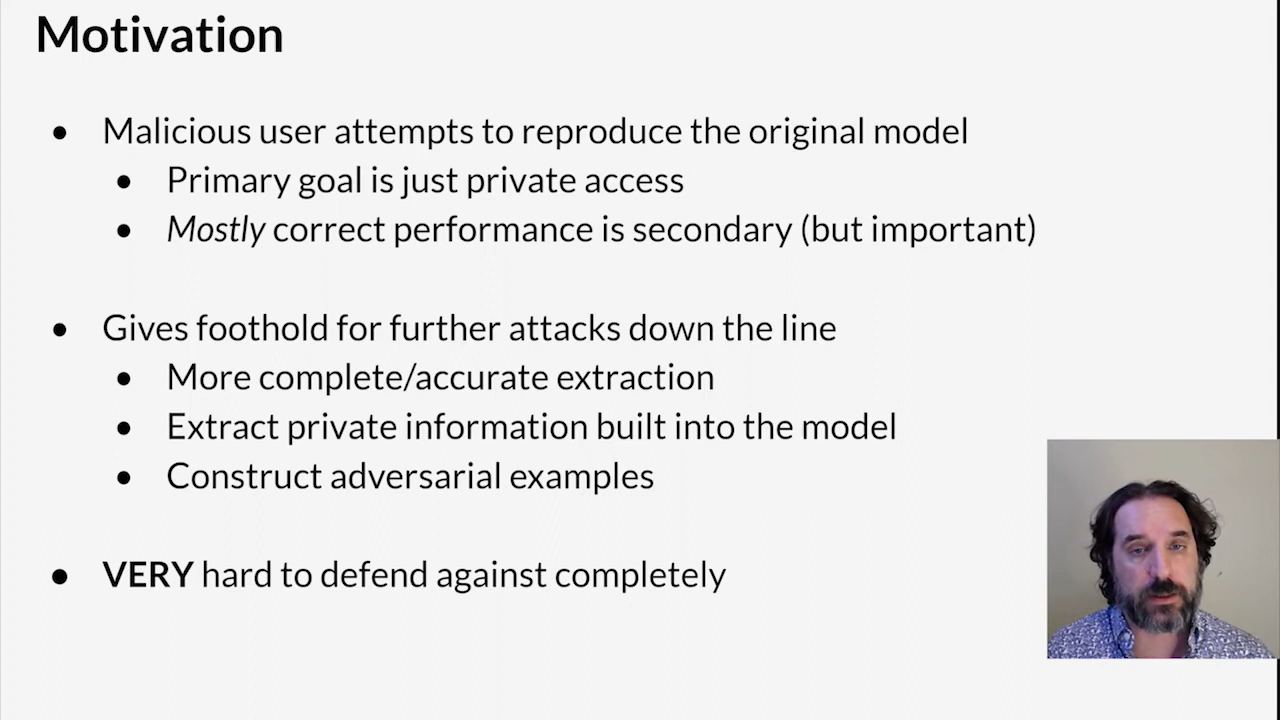 Motivation
• Malicious user attempts to reproduce the original model
• Primary goal is just private access
• Mostly correct performance is secondary (but important)
• Gives foothold for further attacks down the line
• More complete/accurate extraction
• Extract private information built into the model
• Construct adversarial examples
• VERY hard to defend against completely